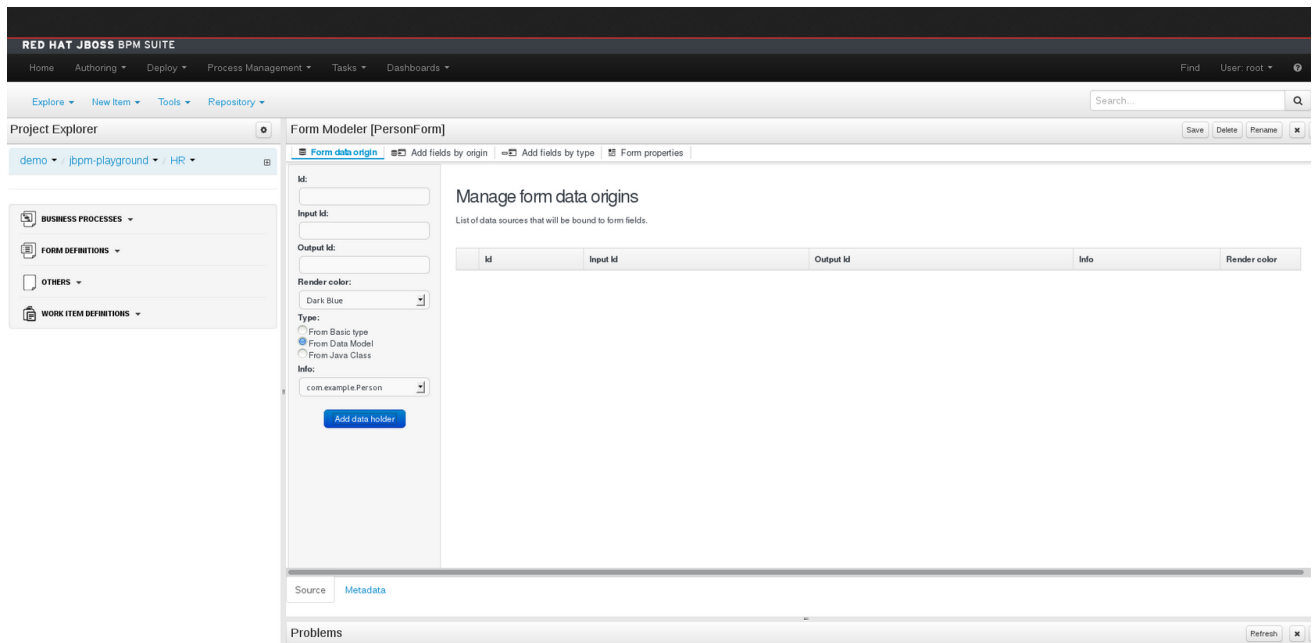 RED HAT JBOSS BPM SUITE
Home Authoring Deploy Process Management Tasks Dashboards Find User: root
Explore New Item Tools Repository Search...
Project Explorer
demo / jbpm-playground / HR
BUSINESS PROCESSES
FORM DEFINITIONS
OTHERS
WORK ITEM DEFINITIONS
Form Modeler [PersonForm] Save Delete Rename
Form data origin Add fields by origin Add fields by type Form properties
Id:
Input Id:
Output Id:
Render color:
Dark Blue
Type:
From Basic type
From Data Model
From Java Class
Info:
com.example.Person
Add data holder
Manage form data origins
List of data sources that will be bound to form fields.
Id Input Id Output Id Info Render color
Source Metadata
Problems Refresh